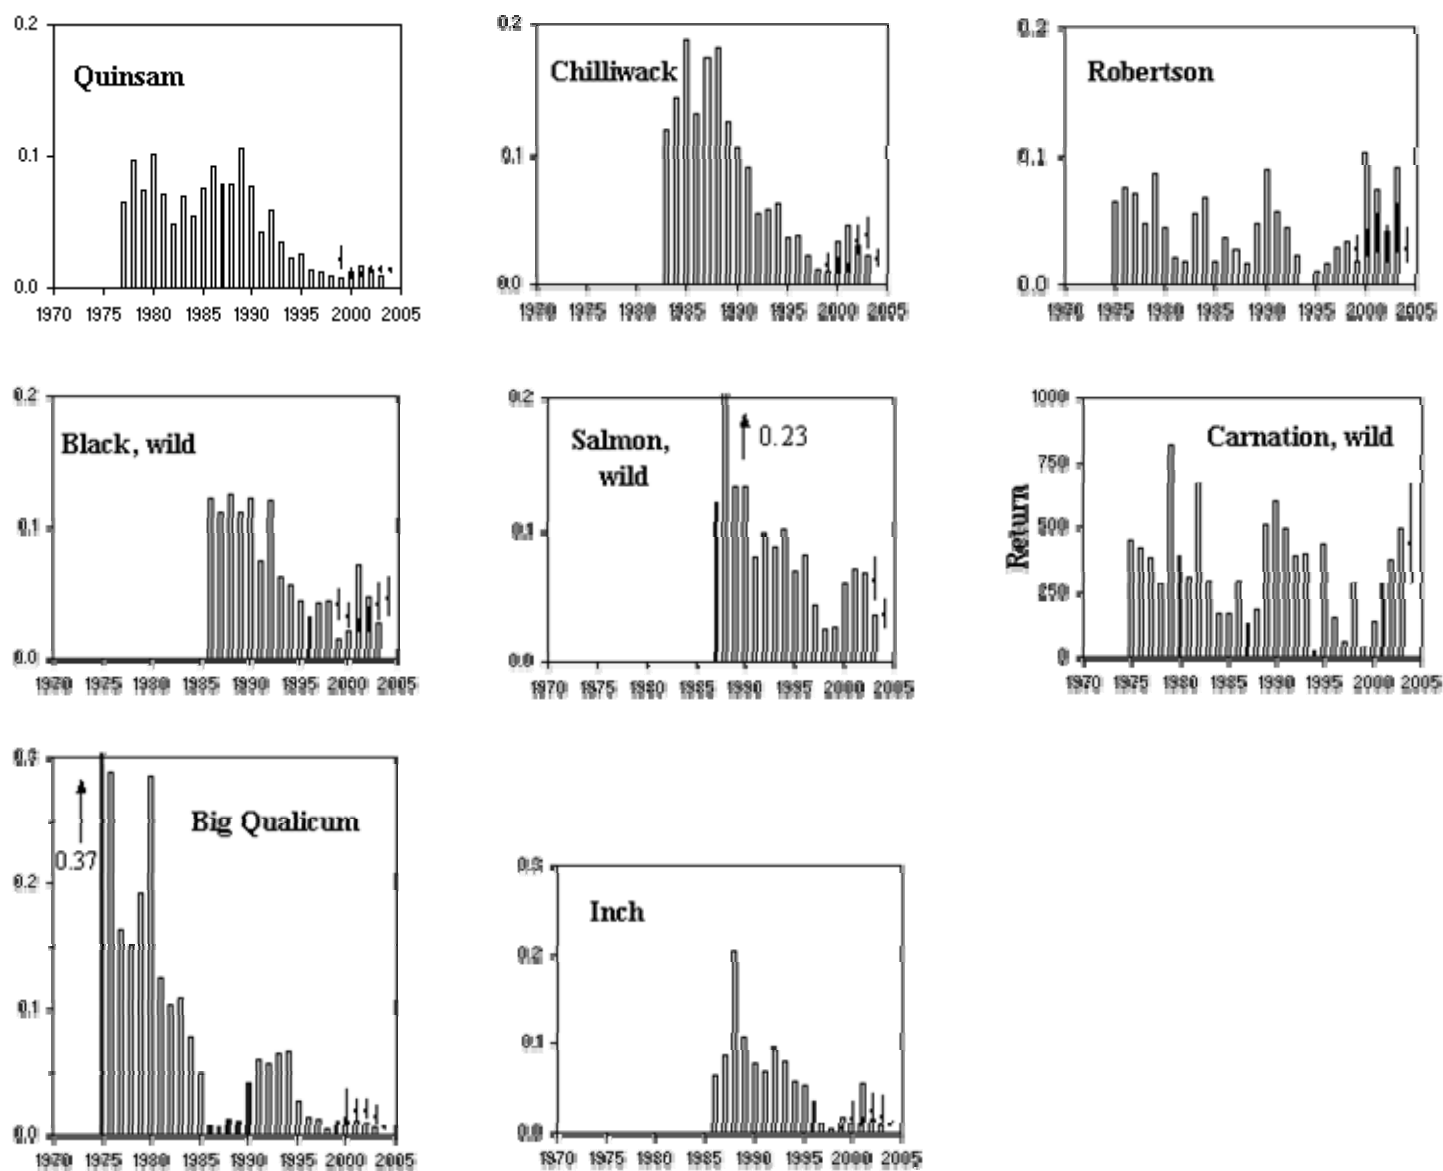 0.2 0.2 0.2
Quinsam Chilliwack Robertson
0.1 0.1 0.1
0.0 0.0 0.0
1970 1975 1980 1985 1990 1995 2000 2005 1970 1975 1980 1985 1990 1995 2000 2005 1970 1975 1980 1985 1990 1995 2000 2005
0.2 0.2 1000
Black, wild Salmon, 0.23 Carnation, wild
wild 750
0.1 0.1 500
Return
250
0.0 0.0 0
1970 1975 1980 1985 1990 1995 2000 2005 1970 1975 1980 1985 1990 1995 2000 2005 1970 1975 1980 1985 1990 1995 2000 2005
0.3
Big Qualicum
0.37
0.2 0.3
Inch
0.2
0.1 0.1
0.0 0.0
1970 1975 1980 1985 1990 1995 2000 2005 1970 1975 1980 1985 1990 1995 2000 2005